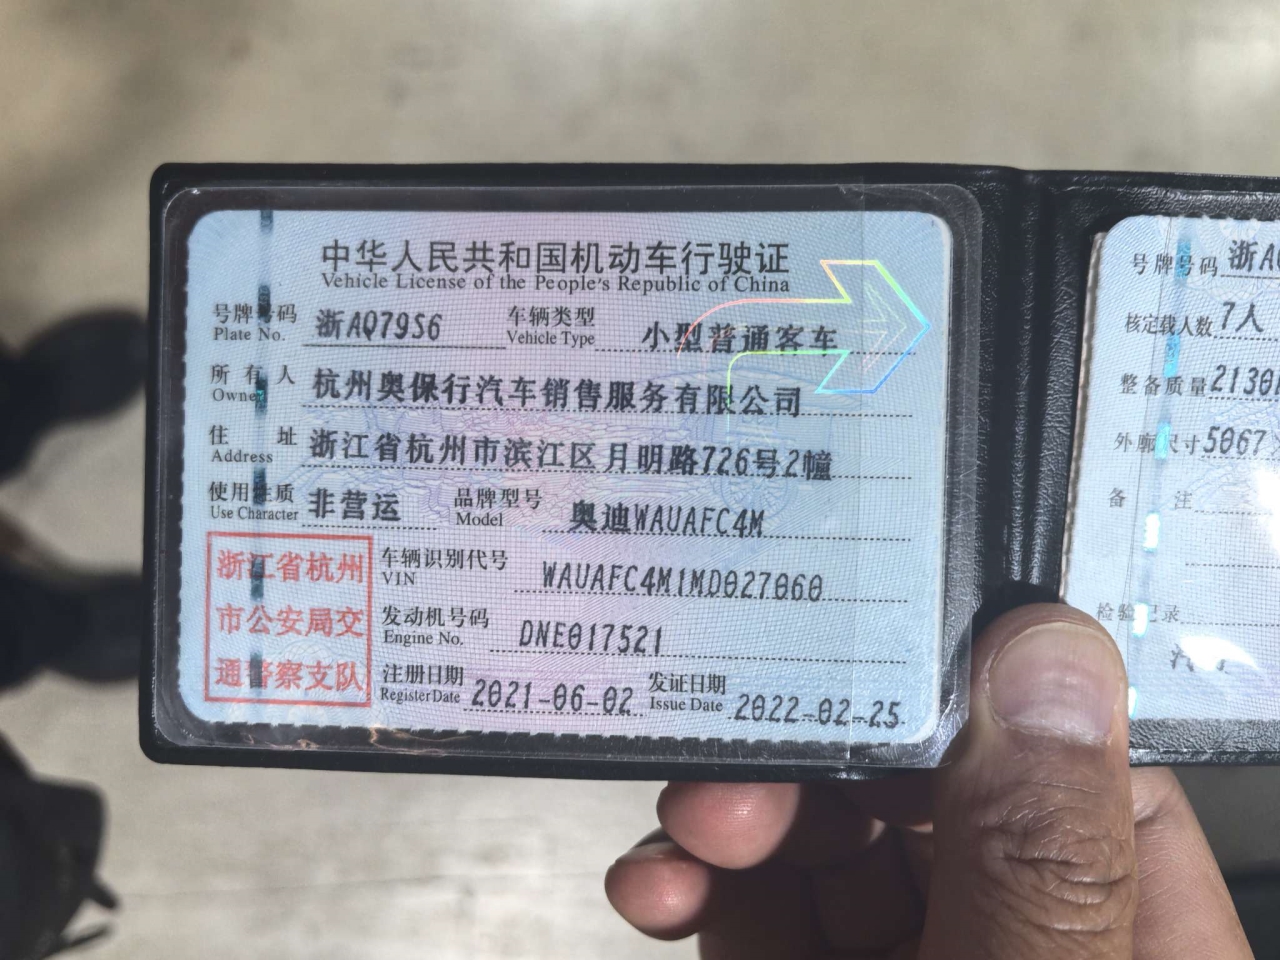 中华人民共和国机动车行驶证
Vehicle License of the People's Republic of China
号牌号码 浙AQ79S6 车辆类型 小型普通客车
Plate No. Vehicle Type
所有人 杭州奥保行汽车销售服务有限公司
Owner
住址 浙江省杭州市滨江区月明路726号2幢
Address
使用性质 非营运 品牌型号 奥迪WAUAFC4M
Use Character Model
浙江省杭州
市公安局交
通警察支队
车辆识别代号 WAUAFC4M1MD027060
VIN
发动机号码 DNE017521
Engine No.
注册日期 2021-06-02 发证日期 2022-02-25
Register Date Issue Date
号牌号码 浙A
核定载人数 7人
整备质量 2130
外廓尺寸 5067
备注
检验记录